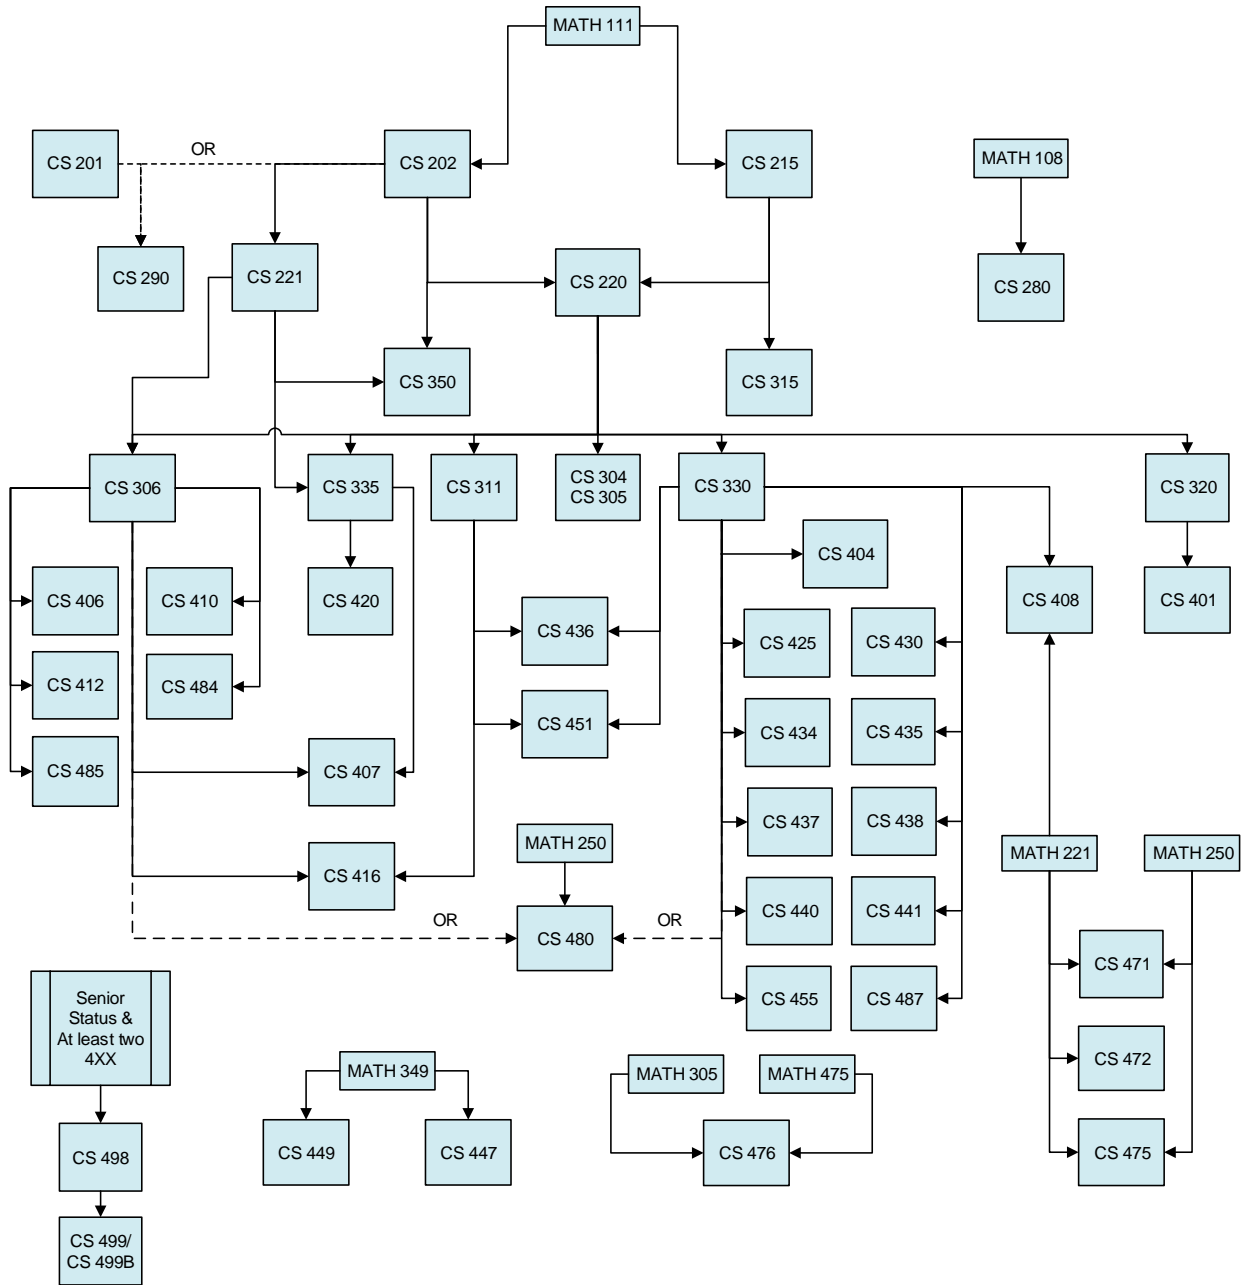 MATH 111
CS 201
OR
CS 202
CS 215
MATH 108
CS 290
CS 221
CS 220
CS 280
CS 350
CS 315
CS 306
CS 335
CS 311
CS 304
CS 305
CS 330
CS 320
CS 404
CS 406
CS 410
CS 420
CS 408
CS 401
CS 436
CS 425
CS 430
CS 412
CS 484
CS 451
CS 434
CS 435
CS 485
CS 407
CS 437
CS 438
MATH 250
MATH 221
MATH 250
CS 416
CS 440
CS 441
OR
CS 480
OR
CS 471
CS 455
CS 487
Senior
Status &
At least two
4XX
CS 472
MATH 349
MATH 305
MATH 475
CS 498
CS 449
CS 447
CS 476
CS 475
CS 499/
CS 499B